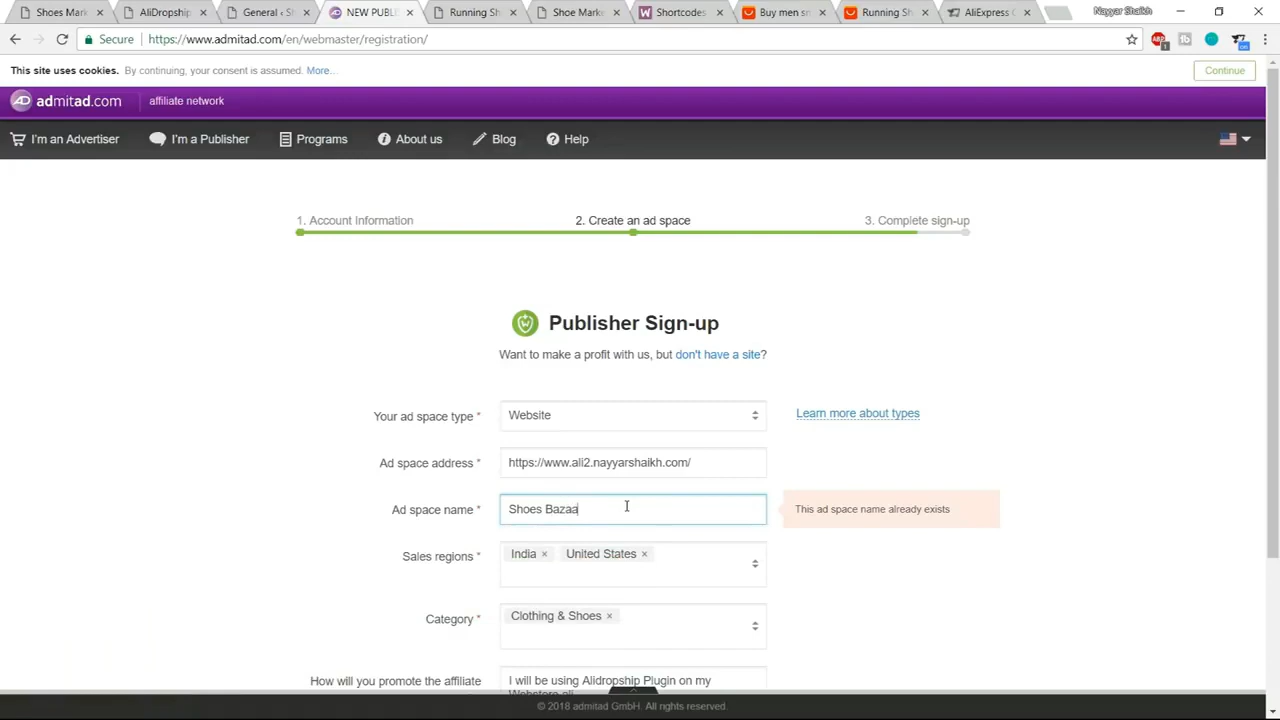 Shoes Mark
AliDropship
General ‹ S
NEW PUBL
Running Sh
Shoe Mark
Shortcodes
Buy men sn
Running Sh
AliExpress C
Nayyar Shaikh
Secure
https://www.admitad.com/en/webmaster/registration/
This site uses cookies. By continuing, your consent is assumed. More...
Continue
admitad.com
affiliate network
I'm an Advertiser
I'm a Publisher
Programs
About us
Blog
Help
1. Account Information
2. Create an ad space
3. Complete sign-up
Publisher Sign-up
Want to make a profit with us, but don't have a site?
Your ad space type *
Website
Learn more about types
Ad space address *
https://www.ali2.nayyarshaikh.com/
Ad space name *
Shoes Bazaa
This ad space name already exists
Sales regions *
India ×
United States ×
Category *
Clothing & Shoes ×
How will you promote the affiliate
I will be using Alidropship Plugin on my
Webstore ali
© 2018 admitad GmbH. All rights reserved.